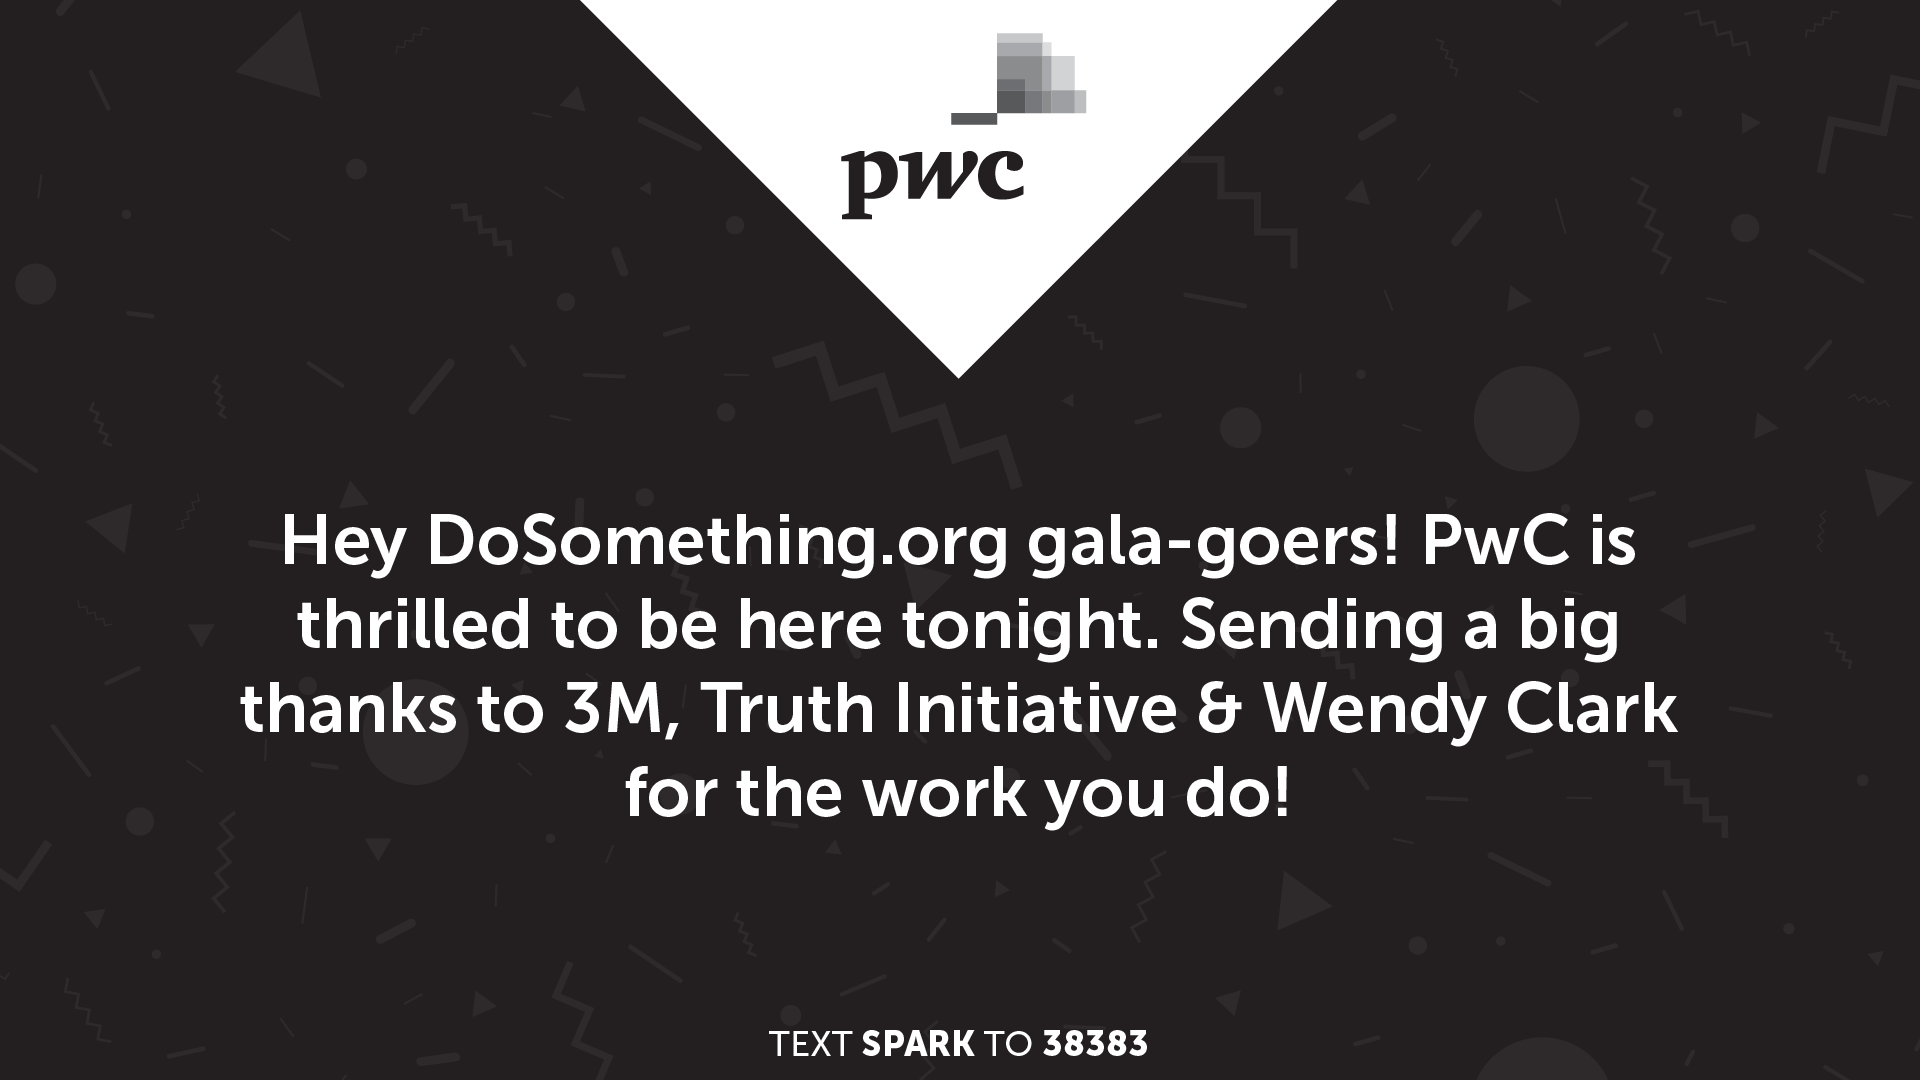 pwc
Hey DoSomething.org gala-goers! PwC is
thrilled to be here tonight. Sending a big
thanks to 3M, Truth Initiative & Wendy Clark
for the work you do!
TEXT SPARK TO 38383